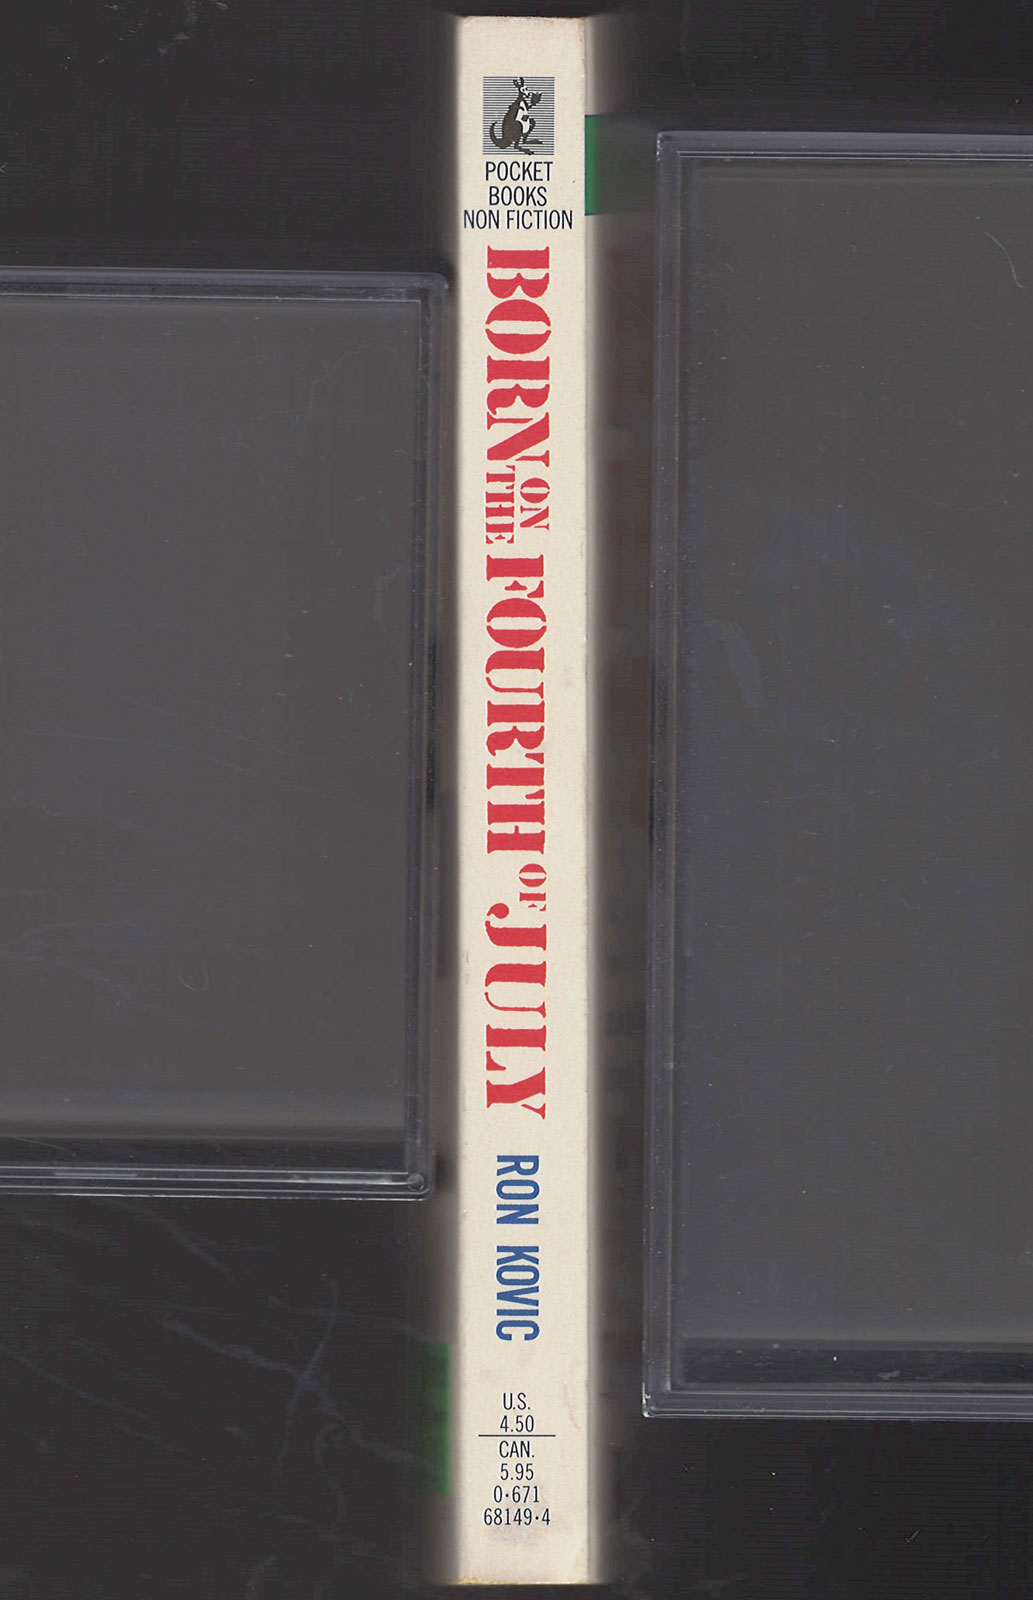 POCKET
BOOKS
NON FICTION
BORN ON THE FOURTH OF JULY
RON KOVIC
U.S.
4.50
CAN.
5.95
0·671
68149·4